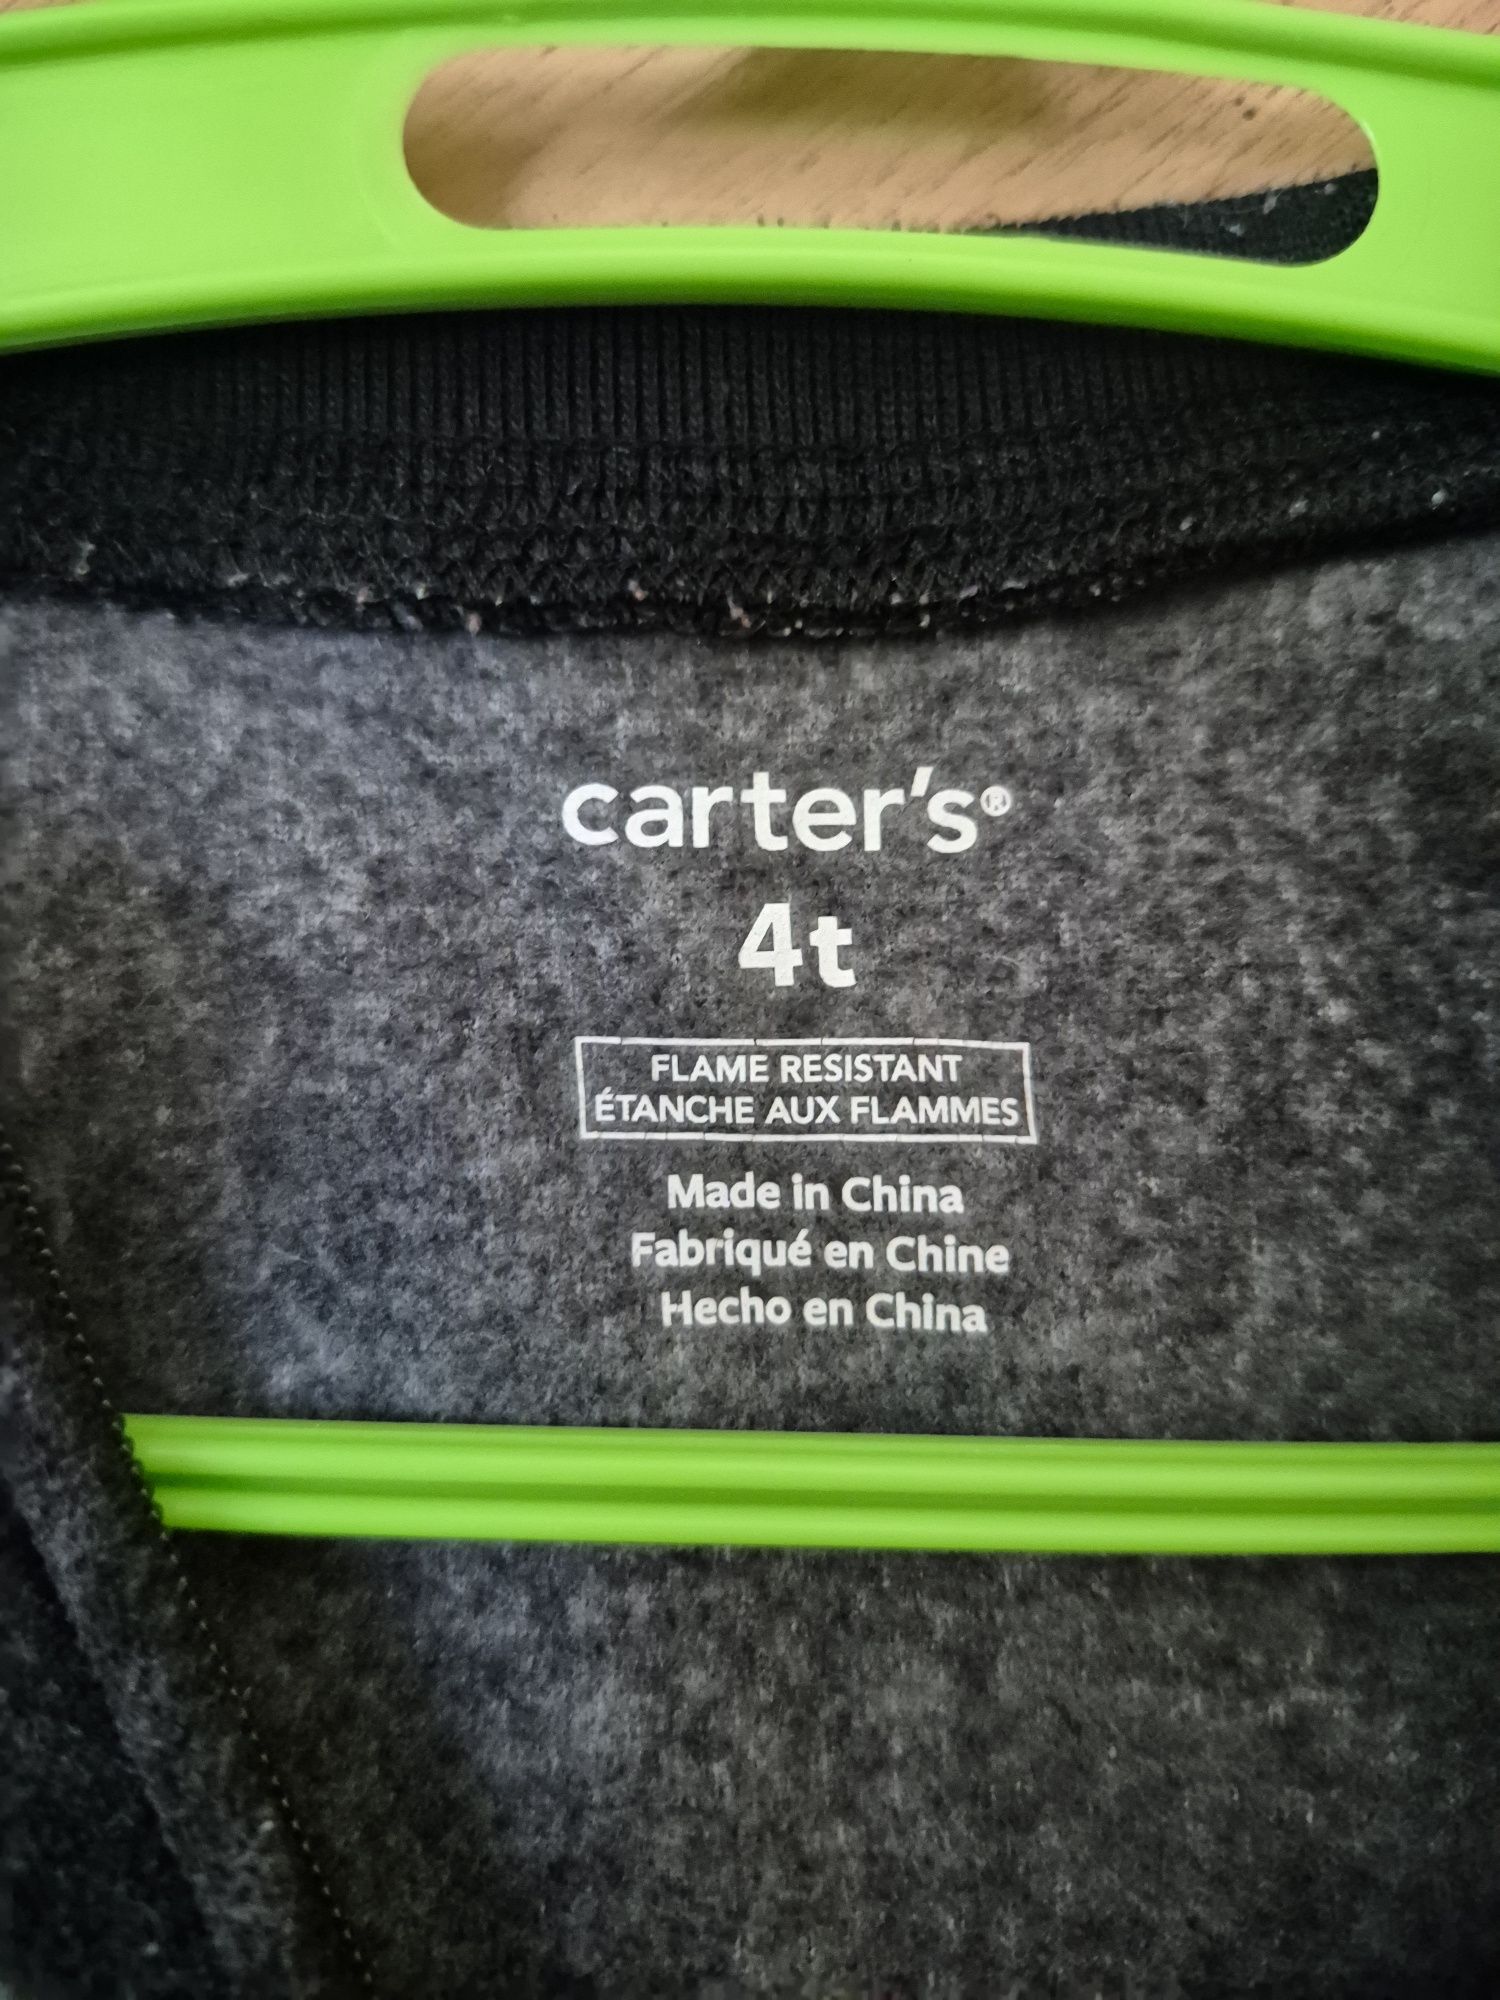 carter's®
4t
FLAME RESISTANT
ÉTANCHE AUX FLAMMES
Made in China
Fabriqué en Chine
Hecho en China